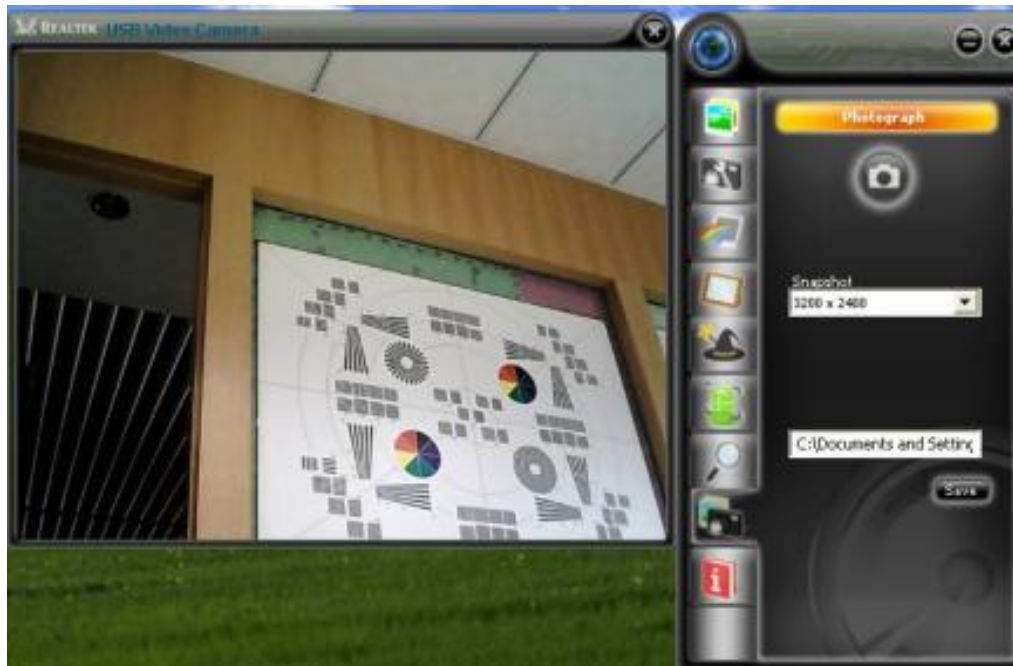 REALTEK USB Video Camera
Photograph
Snapshot
3200 x 2400
C:\Documents and Setting
Save